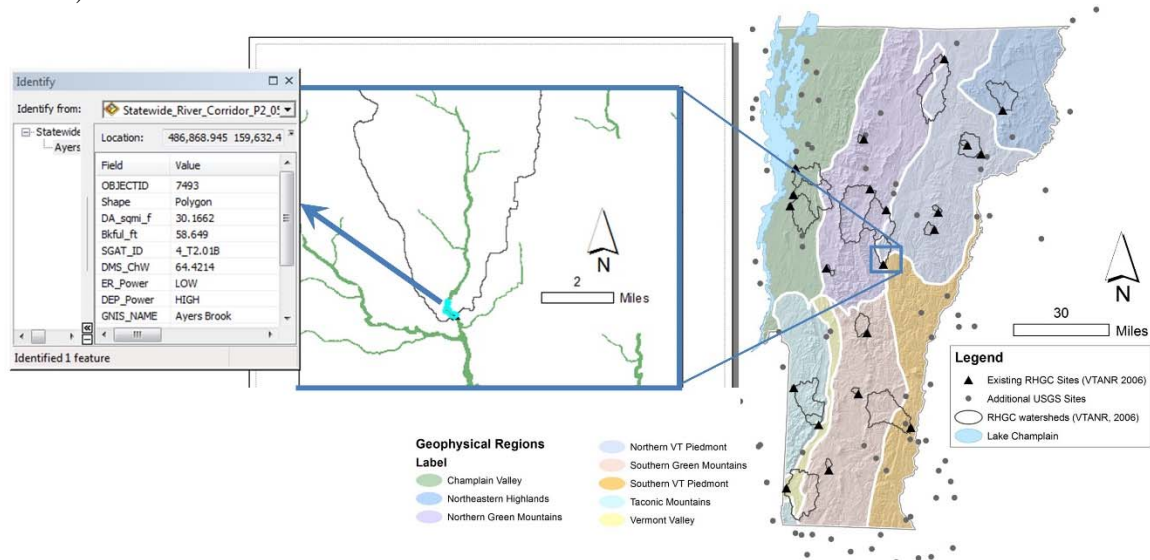 Identify
Identify from:
Statewide_River_Corridor_P2_05
Statewide
Ayers
Location:
486,868.945 159,632.4
Field Value
OBJECTID 7493
Shape Polygon
DA_sqmi_f 30.1662
Bkful_ft 58.649
SGAT_ID 4_T2.01B
DMS_ChW 64.4214
ER_Power LOW
DEP_Power HIGH
GNIS_NAME Ayers Brook
Identified 1 feature
N
2
Miles
N
30
Miles
Legend
Existing RHGC Sites (VTANR 2006)
Additional USGS Sites
RHGC watersheds (VTANR, 2006)
Lake Champlain
Geophysical Regions
Label
Champlain Valley
Northeastern Highlands
Northern Green Mountains
Northern VT Piedmont
Southern Green Mountains
Southern VT Piedmont
Taconic Mountains
Vermont Valley